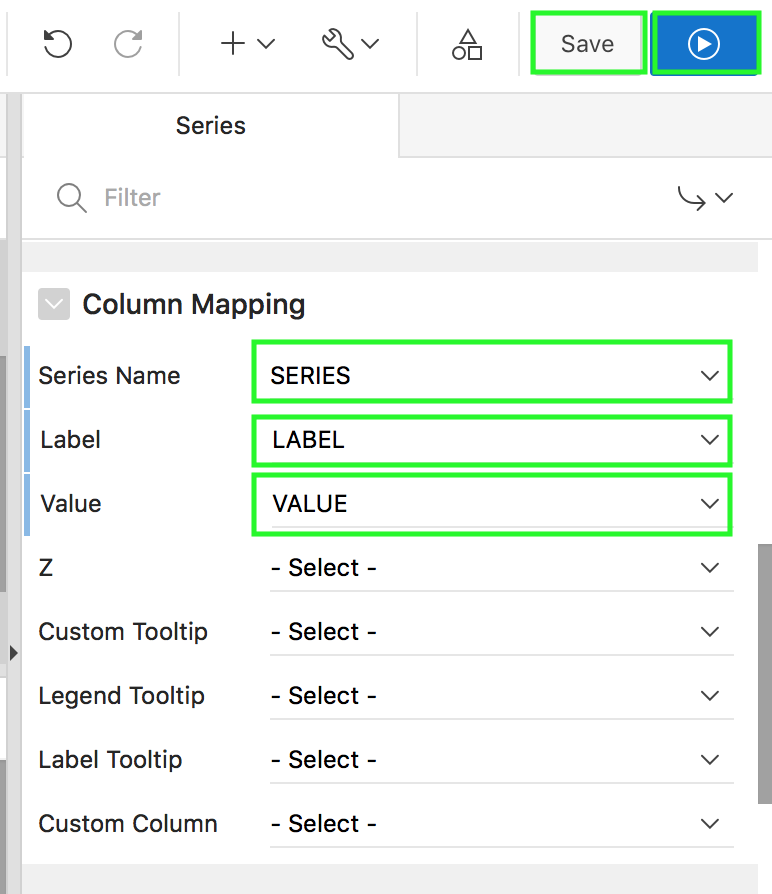 Save
Series
Filter
Column Mapping
Series Name SERIES
Label LABEL
Value VALUE
Z - Select -
Custom Tooltip - Select -
Legend Tooltip - Select -
Label Tooltip - Select -
Custom Column - Select -